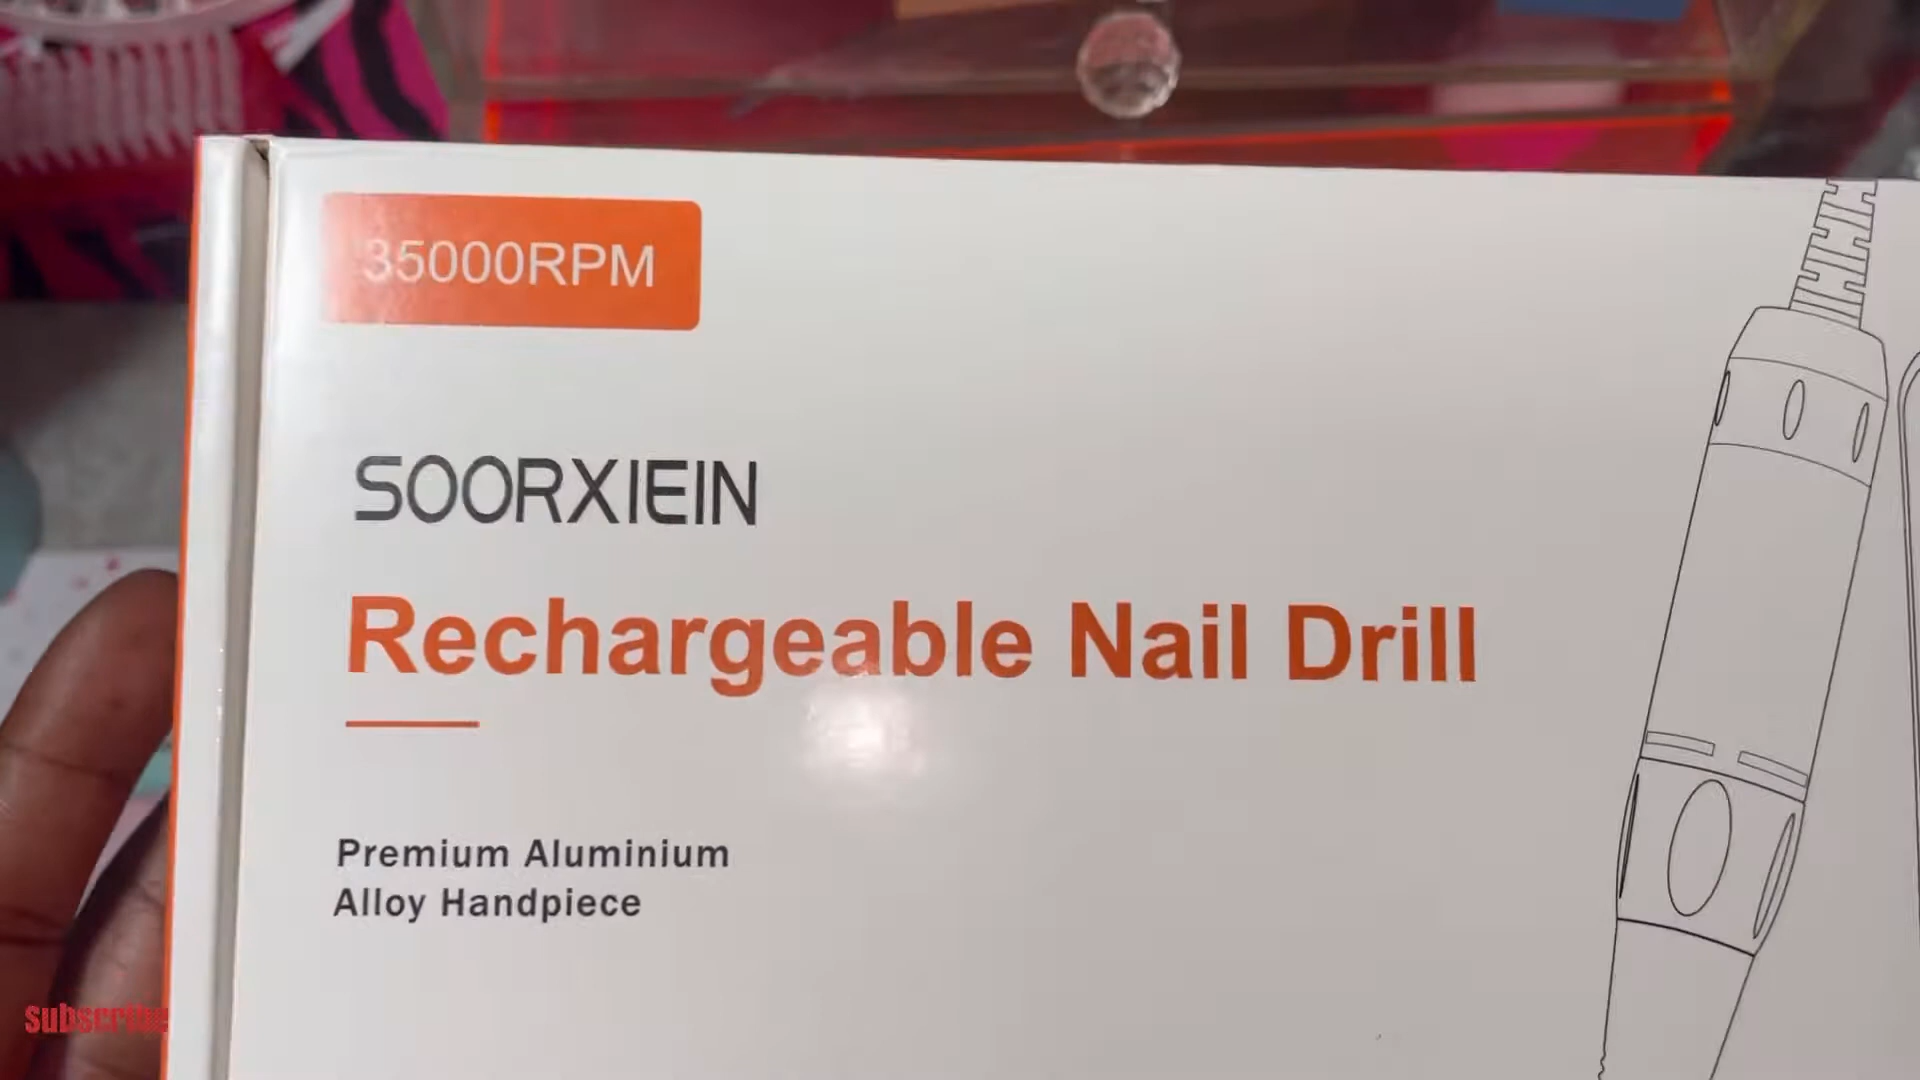 35000RPM
SOORXIEIN
Rechargeable Nail Drill
Premium Aluminium
Alloy Handpiece
subscribe